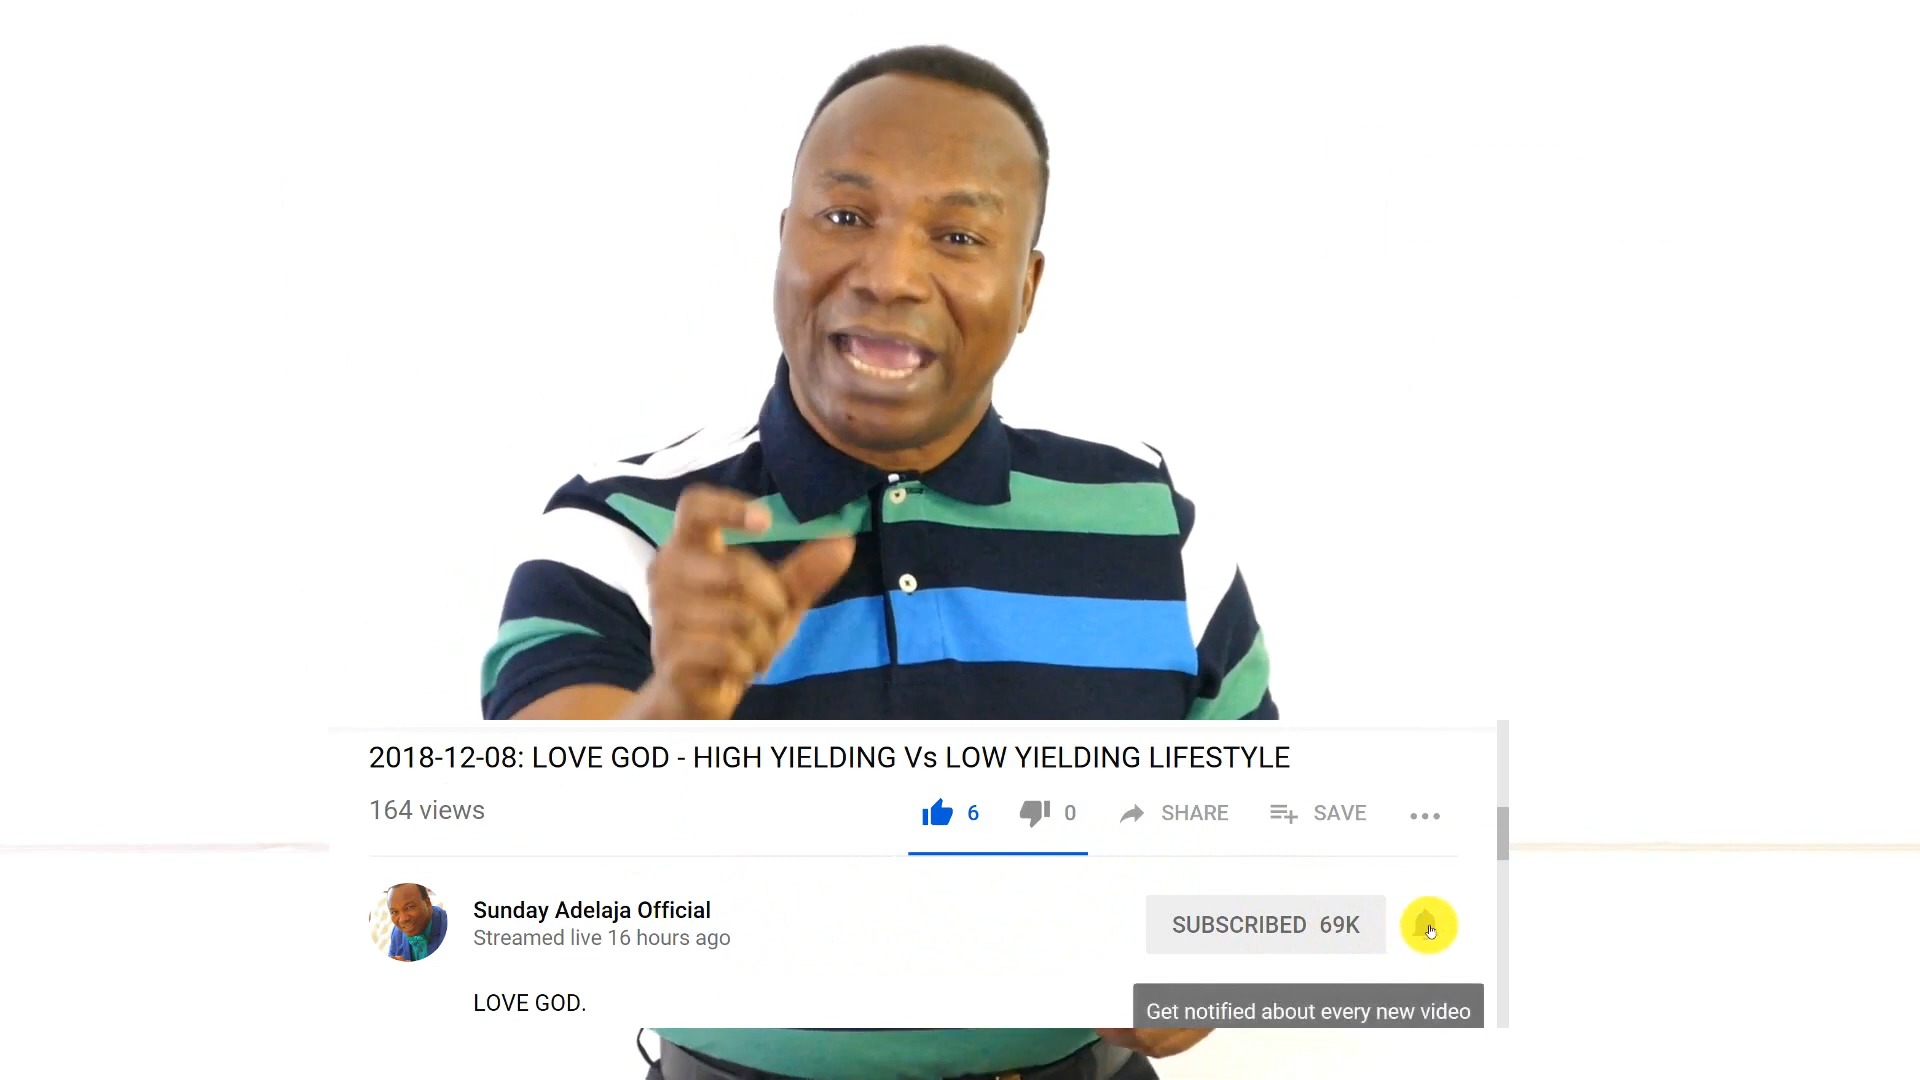 2018-12-08: LOVE GOD - HIGH YIELDING Vs LOW YIELDING LIFESTYLE
164 views
6
0
SHARE
SAVE
Sunday Adelaja Official
Streamed live 16 hours ago
SUBSCRIBED 69K
LOVE GOD.
Get notified about every new video